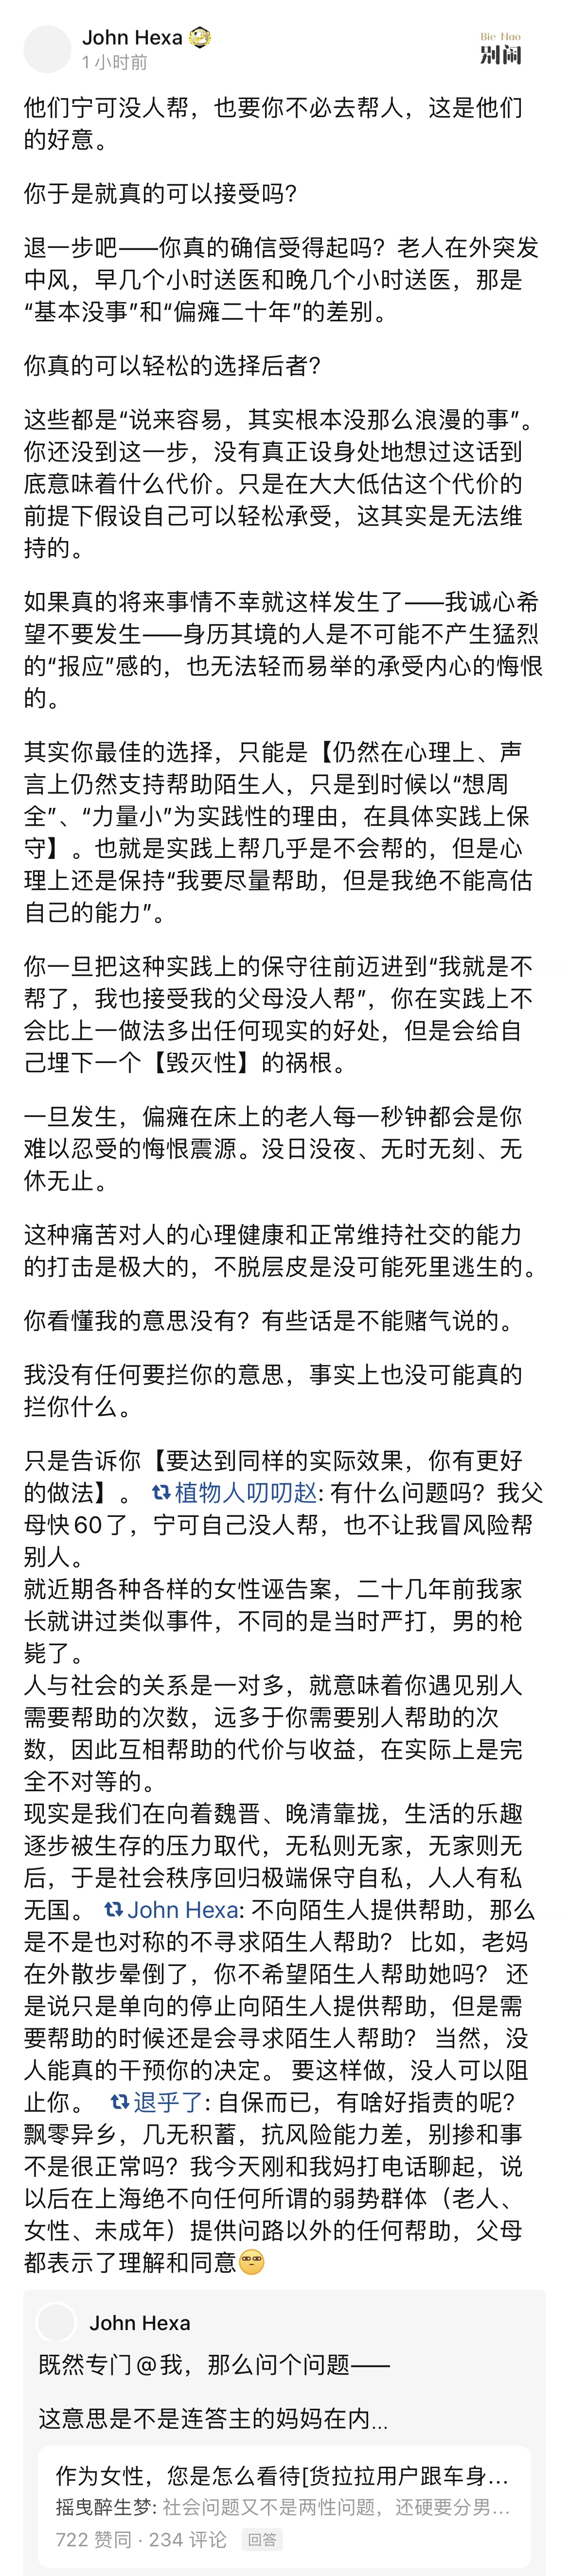 John Hexa
1 小时前
Bie Nao
别闹
他们宁可没人帮，也要你不必去帮人，这是他们
的好意。
你于是就真的可以接受吗？
退一步吧——你真的确信受得起吗？老人在外突发
中风，早几个小时送医和晚几个小时送医，那是
“基本没事”和“偏瘫二十年”的差别。
你真的可以轻松的选择后者？
这些都是“说来容易，其实根本没那么浪漫的事”。
你还没到这一步，没有真正设身处地想过这话到
底意味着什么代价。只是在大大低估这个代价的
前提下假设自己可以轻松承受，这其实是无法维
持的。
如果真的将来事情不幸就这样发生了——我诚心希
望不要发生——身历其境的人是不可能不产生猛烈
的“报应”感的，也无法轻而易举的承受内心的悔恨
的。
其实你最佳的选择，只能是【仍然在心理上、声
言上仍然支持帮助陌生人，只是到时候以“想周
全”、“力量小”为实践性的理由，在具体实践上保
守】。也就是实践上帮几乎是不会帮的，但是心
理上还是保持“我要尽量帮助，但是我绝不能高估
自己的能力”。
你一旦把这种实践上的保守往前迈进到“我就是不
帮了，我也接受我的父母没人帮”，你在实践上不
会比上一做法多出任何现实的好处，但是会给自
己埋下一个【毁灭性】的祸根。
一旦发生，偏瘫在床上的老人每一秒钟都会是你
难以忍受的悔恨震源。没日没夜、无时无刻、无
休无止。
这种痛苦对人的心理健康和正常维持社交的能力
的打击是极大的，不脱层皮是没可能死里逃生的。
你看懂我的意思没有？有些话是不能赌气说的。
我没有任何要拦你的意思，事实上也没可能真的
拦你什么。
只是告诉你【要达到同样的实际效果，你有更好
的做法】。 植物人叨叨赵: 有什么问题吗？我父
母快 60 了，宁可自己没人帮，也不让我冒风险帮
别人。
就近期各种各样的女性诬告案，二十几年前我家
长就讲过类似事件，不同的是当时严打，男的枪
毙了。
人与社会的关系是一对多，就意味着你遇见别人
需要帮助的次数，远多于你需要别人帮助的次
数，因此互相帮助的代价与收益，在实际上是完
全不对等的。
现实是我们在向着魏晋、晚清靠拢，生活的乐趣
逐步被生存的压力取代，无私则无家，无家则无
后，于是社会秩序回归极端保守自私，人人有私
无国。 John Hexa: 不向陌生人提供帮助，那么
是不是也对称的不寻求陌生人帮助？ 比如，老妈
在外散步晕倒了，你不希望陌生人帮助她吗？ 还
是说只是单向的停止向陌生人提供帮助，但是需
要帮助的时候还是会寻求陌生人帮助？ 当然，没
人能真的干预你的决定。 要这样做，没人可以阻
止你。 退乎了: 自保而已，有啥好指责的呢？
飘零异乡，几无积蓄，抗风险能力差，别掺和事
不是很正常吗？我今天刚和我妈打电话聊起，说
以后在上海绝不向任何所谓的弱势群体（老人、
女性、未成年）提供问路以外的任何帮助，父母
都表示了理解和同意
John Hexa
既然专门@我，那么问个问题——
这意思是不是连答主的妈妈在内...
作为女性，您是怎么看待[货拉拉用户跟车身...
摇曳醉生梦: 社会问题又不是两性问题，还硬要分男...
722 赞同 · 234 评论 回答